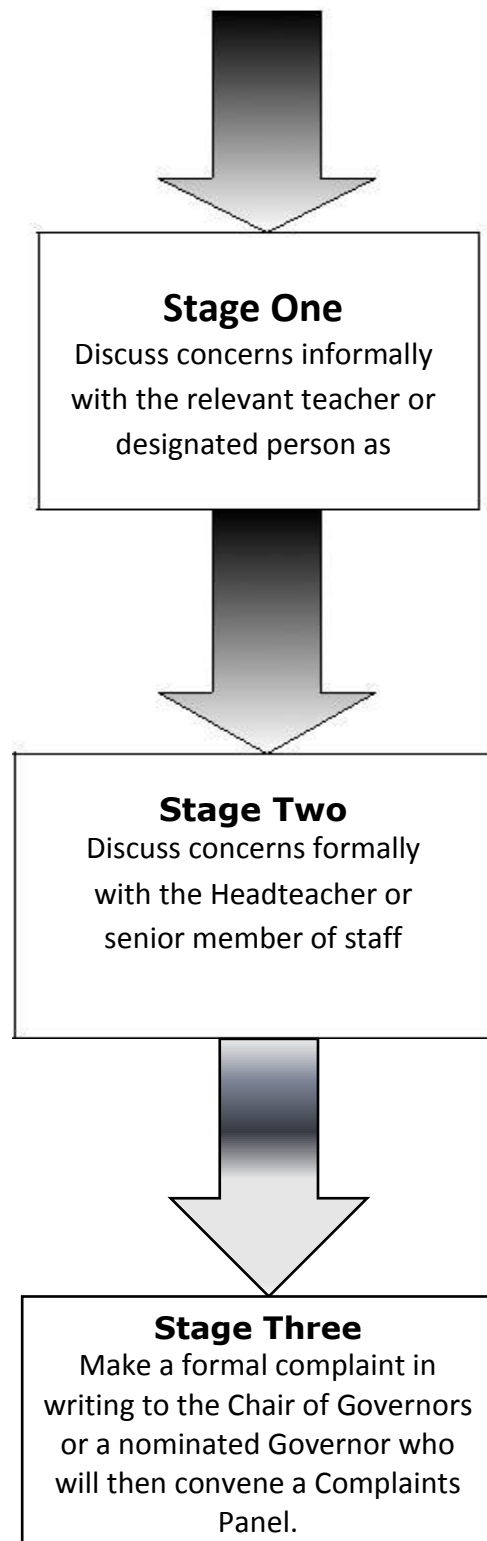 Stage One
Discuss concerns informally
with the relevant teacher or
designated person as
Stage Two
Discuss concerns formally
with the Headteacher or
senior member of staff
Stage Three
Make a formal complaint in
writing to the Chair of Governors
or a nominated Governor who
will then convene a Complaints
Panel.